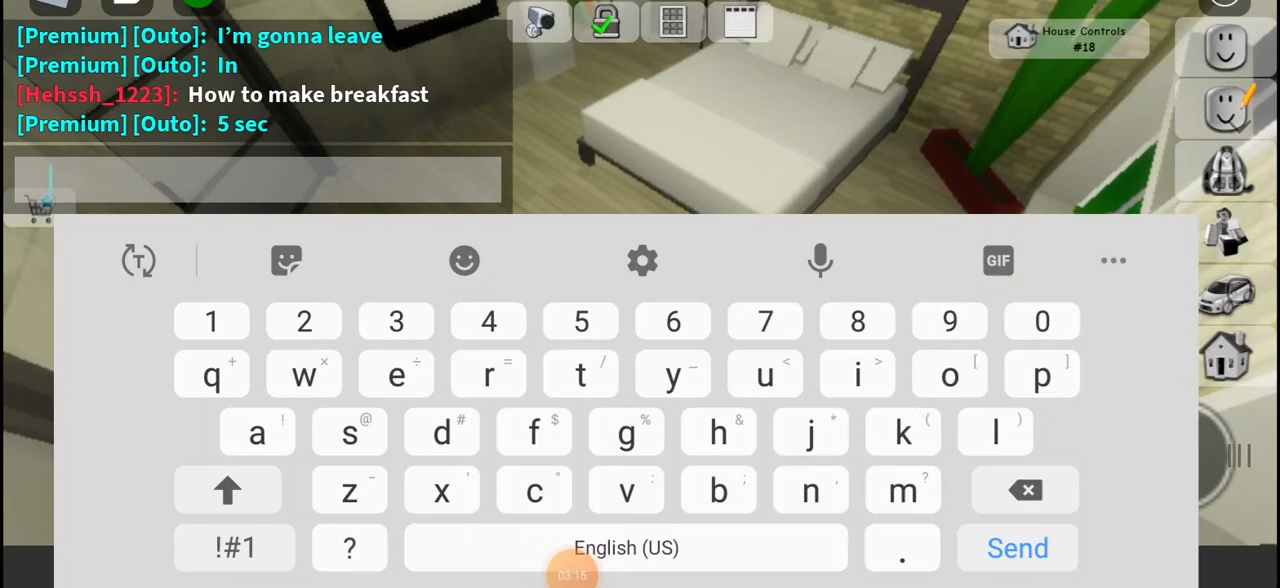 [Premium] [Outo]: I'm gonna leave
[Premium] [Outo]: In
[Hehssh_1223]: How to make breakfast
[Premium] [Outo]: 5 sec
House Controls
#18
T
GIF
1 2 3 4 5 6 7 8 9 0
q + w × e ÷ r = t / y _ u < i > o [ p ]
a ! s @ d # f $ g % h & j * k ( l )
z - x ' c " v : b ; n , m ?
!#1 ? English (US) . Send
03:15